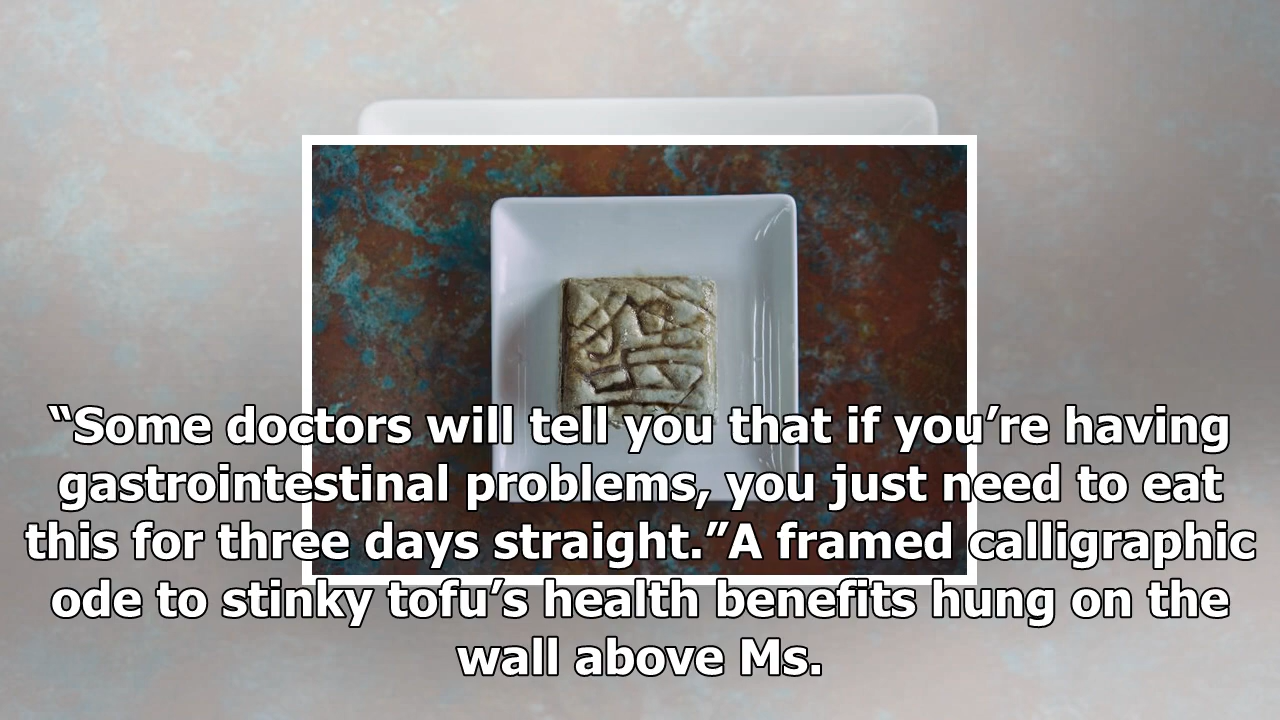 “Some doctors will tell you that if you’re having
gastrointestinal problems, you just need to eat
this for three days straight.”A framed calligraphic
ode to stinky tofu’s health benefits hung on the
wall above Ms.